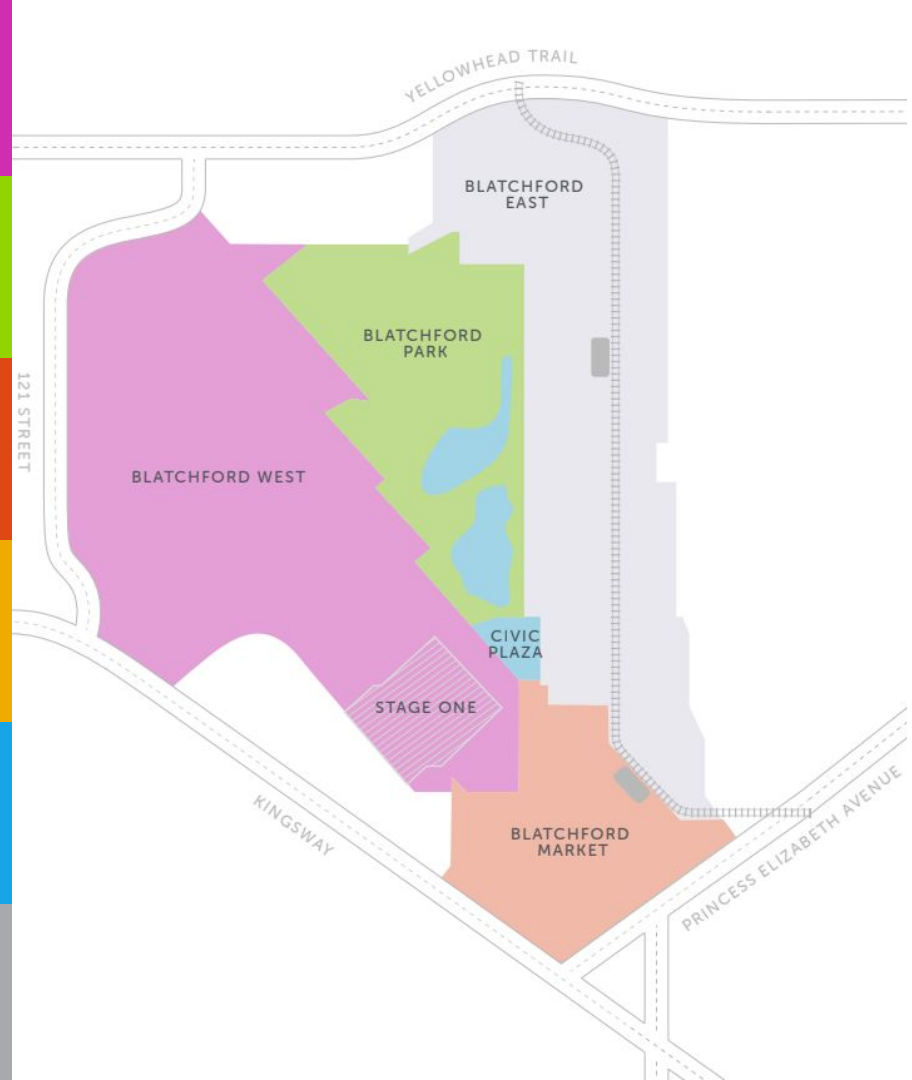 YELLOWHEAD TRAIL
BLATCHFORD
EAST
BLATCHFORD
PARK
121 STREET
BLATCHFORD WEST
CIVIC
PLAZA
STAGE ONE
KINGSWAY
BLATCHFORD
MARKET
PRINCESS ELIZABETH AVENUE